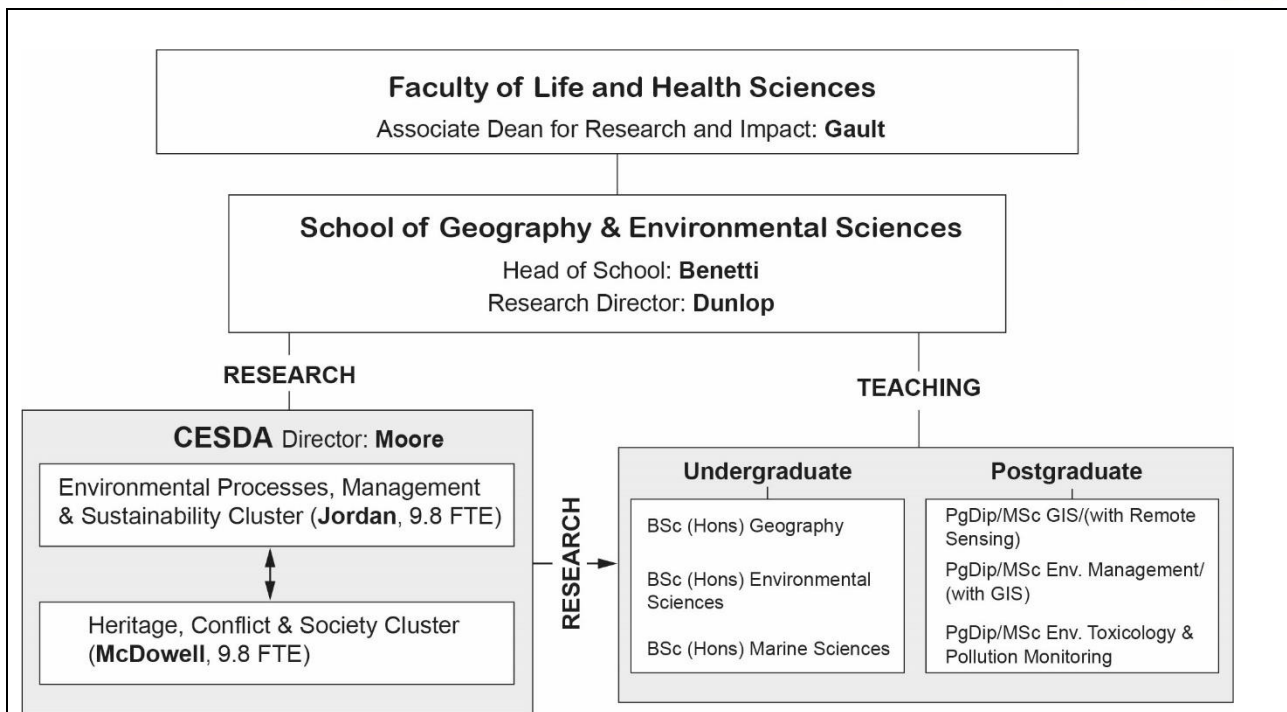 Faculty of Life and Health Sciences
Associate Dean for Research and Impact: Gault
School of Geography & Environmental Sciences
Head of School: Benetti
Research Director: Dunlop
RESEARCH
TEACHING
CESDA Director: Moore
Environmental Processes, Management
& Sustainability Cluster (Jordan, 9.8 FTE)
Heritage, Conflict & Society Cluster
(McDowell, 9.8 FTE)
RESEARCH
Undergraduate
BSc (Hons) Geography
BSc (Hons) Environmental
Sciences
BSc (Hons) Marine Sciences
Postgraduate
PgDip/MSc GIS/(with Remote
Sensing)
PgDip/MSc Env. Management/
(with GIS)
PgDip/MSc Env. Toxicology &
Pollution Monitoring